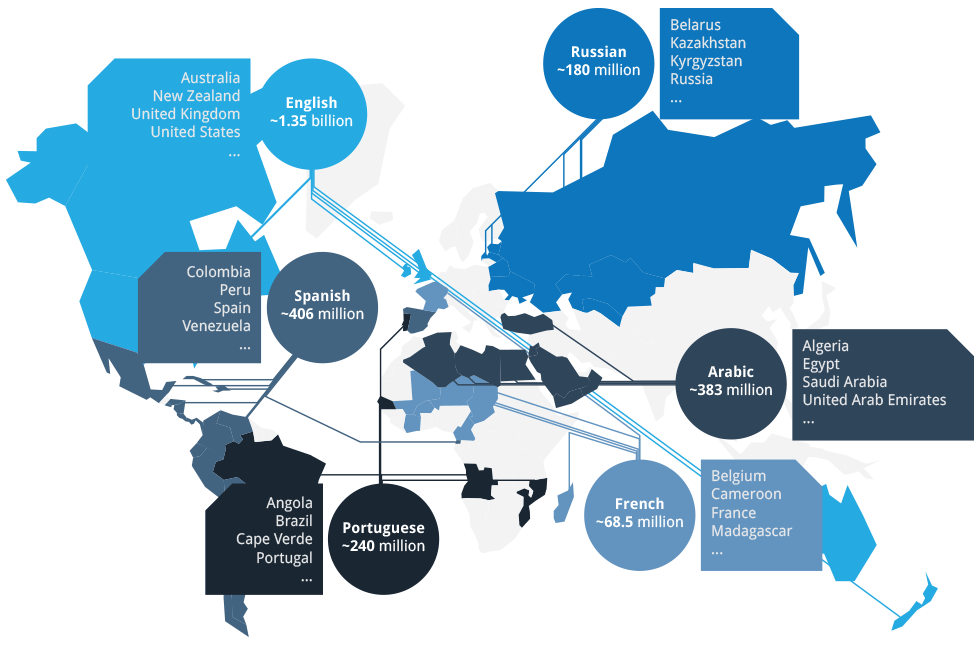 Russian
~180 million
Belarus
Kazakhstan
Kyrgyzstan
Russia
...
Australia
New Zealand
United Kingdom
United States
...
English
~1.35 billion
Colombia
Peru
Spain
Venezuela
...
Spanish
~406 million
Arabic
~383 million
Algeria
Egypt
Saudi Arabia
United Arab Emirates
...
Angola
Brazil
Cape Verde
Portugal
...
Portuguese
~240 million
French
~68.5 million
Belgium
Cameroon
France
Madagascar
...